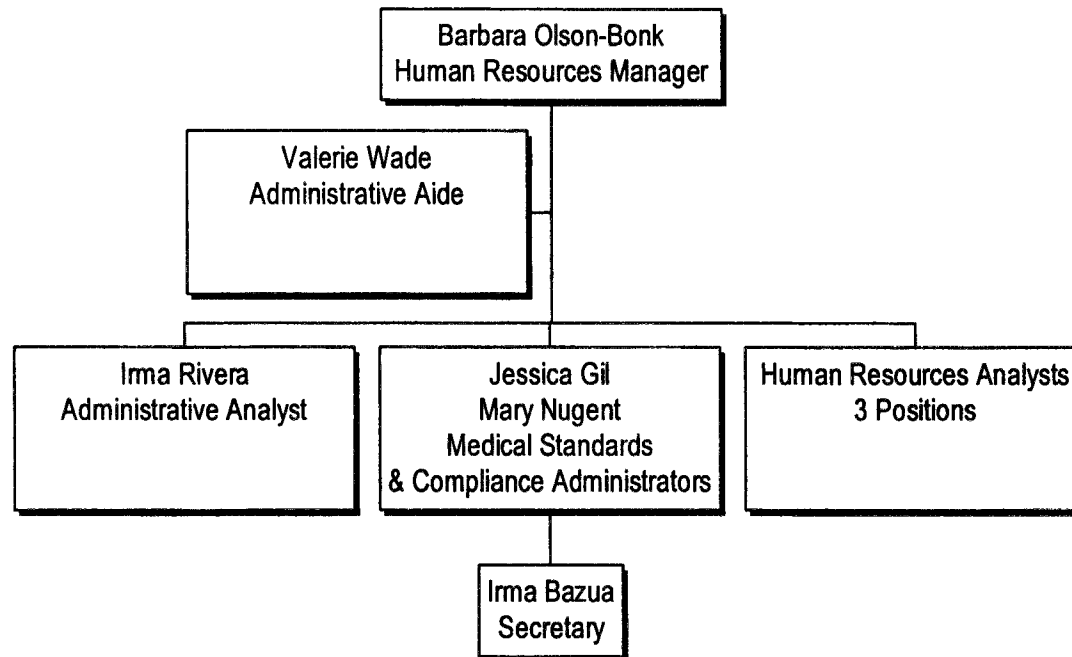 Barbara Olson-Bonk
Human Resources Manager
Valerie Wade
Administrative Aide
Irma Rivera
Administrative Analyst
Jessica Gil
Mary Nugent
Medical Standards
& Compliance Administrators
Human Resources Analysts
3 Positions
Irma Bazua
Secretary